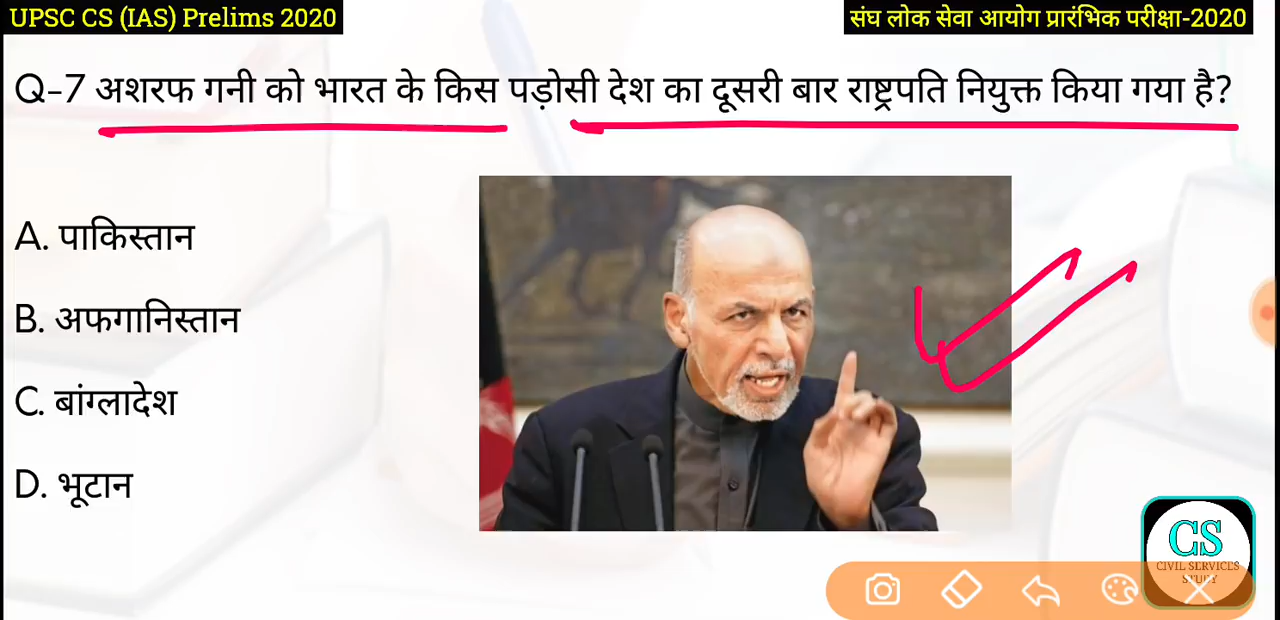 UPSC CS (IAS) Prelims 2020
संघ लोक सेवा आयोग प्रारंभिक परीक्षा-2020
Q-7 अशरफ गनी को भारत के किस पड़ोसी देश का दूसरी बार राष्ट्रपति नियुक्त किया गया है?
A. पाकिस्तान
B. अफगानिस्तान
C. बांग्लादेश
D. भूटान
CS
CIVIL SERVICES
STUDY